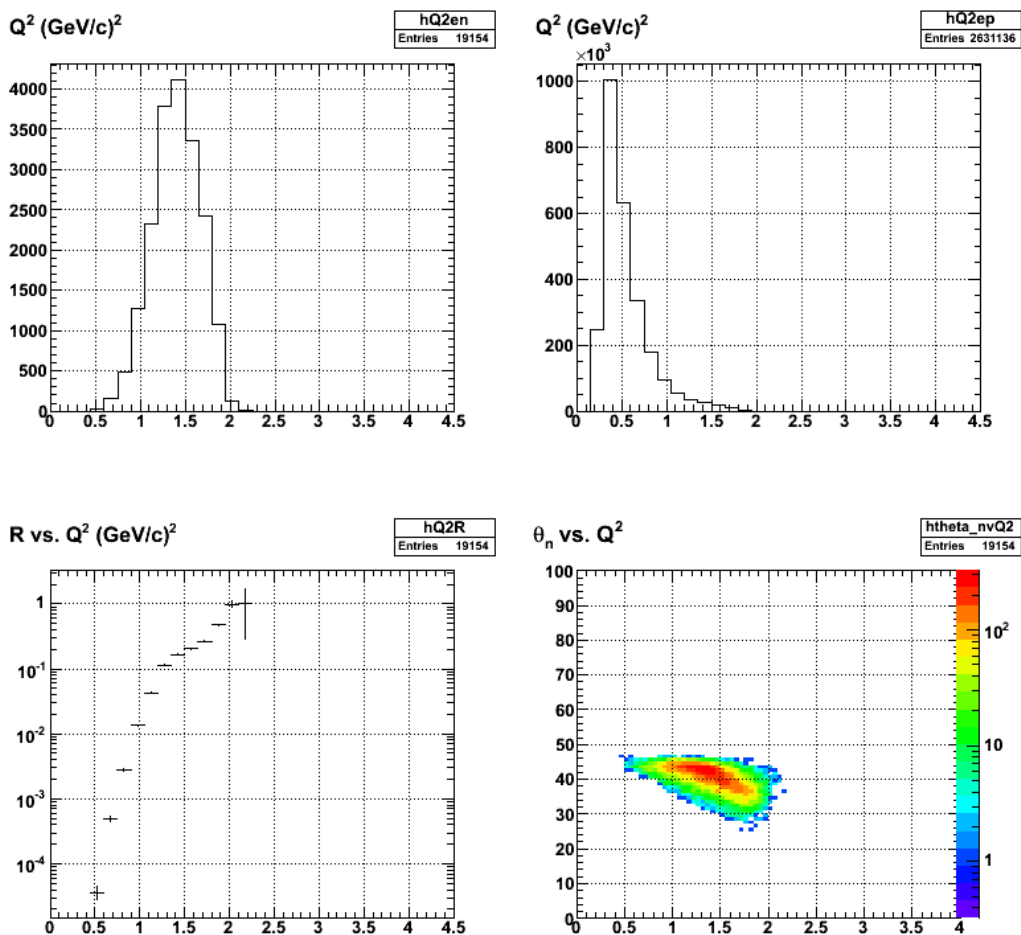 Q² (GeV/c)²
hQ2en
Entries 19154
4000
3500
3000
2500
2000
1500
1000
500
0
0 0.5 1 1.5 2 2.5 3 3.5 4 4.5
Q² (GeV/c)²
hQ2ep
Entries 2631136
×10³
1000
800
600
400
200
0
0 0.5 1 1.5 2 2.5 3 3.5 4 4.5
R vs. Q² (GeV/c)²
hQ2R
Entries 19154
1
10⁻¹
10⁻²
10⁻³
10⁻⁴
0 0.5 1 1.5 2 2.5 3 3.5 4 4.5
θₙ vs. Q²
htheta_nvQ2
Entries 19154
100
90
80
70
60
50
40
30
20
10
0
0 0.5 1 1.5 2 2.5 3 3.5 4
10²
10
1